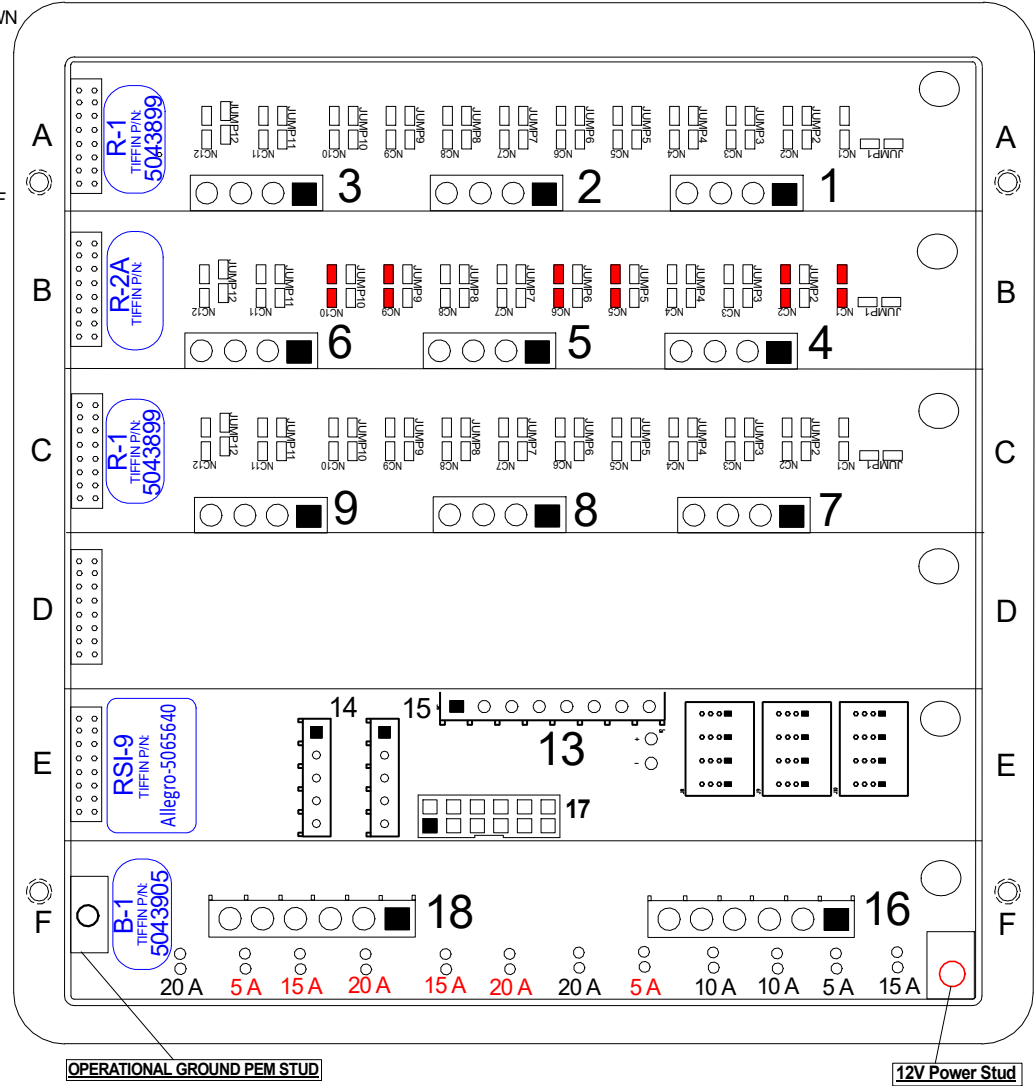 WN
A
R-1
TIFFIN P/N:
5043899
JUMP12
JUMP11
JUMP10
JUMP9
JUMP8
JUMP7
JUMP6
JUMP5
JUMP4
JUMP3
JUMP2
JUMP1
NC12
NC11
NC10
NC9
NC8
NC7
NC6
NC5
NC4
NC3
NC2
NC1
A
3
2
1
F
B
R-2A
TIFFIN P/N:
JUMP12
JUMP11
JUMP10
JUMP9
JUMP8
JUMP7
JUMP6
JUMP5
JUMP4
JUMP3
JUMP2
JUMP1
NC12
NC11
NC10
NC9
NC8
NC7
NC6
NC5
NC4
NC3
NC2
NC1
B
6
5
4
C
R-1
TIFFIN P/N:
5043899
JUMP12
JUMP11
JUMP10
JUMP9
JUMP8
JUMP7
JUMP6
JUMP5
JUMP4
JUMP3
JUMP2
JUMP1
NC12
NC11
NC10
NC9
NC8
NC7
NC6
NC5
NC4
NC3
NC2
NC1
C
9
8
7
D
D
E
RSI-9
TIFFIN P/N:
Allegro-5065640
14
15
13
+
-
17
E
F
B-1
TIFFIN P/N:
5043905
18
16
F
20 A 5 A 15 A 20 A 15 A 20 A 20 A 5 A 10 A 10 A 5 A 15 A
OPERATIONAL GROUND PEM STUD
12V Power Stud